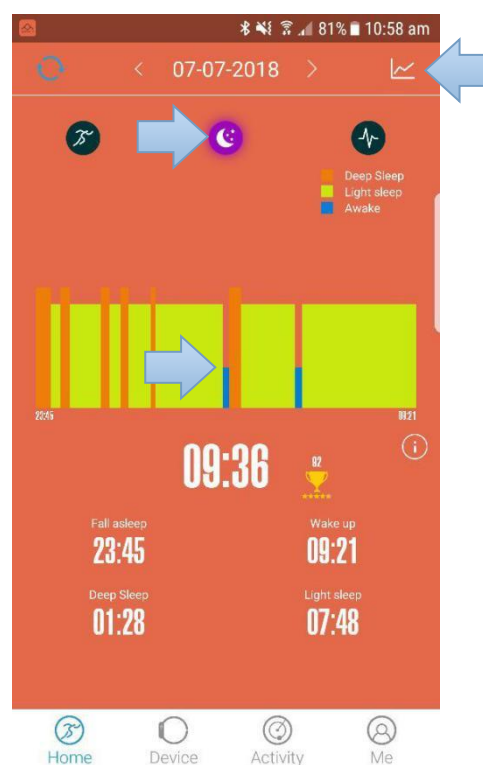 81% 10:58 am
< 07-07-2018 >
Deep Sleep
Light sleep
Awake
22:45
09:21
09:36
92
Fall asleep
Wake up
23:45
09:21
Deep Sleep
Light sleep
01:28
07:48
Home Device Activity Me